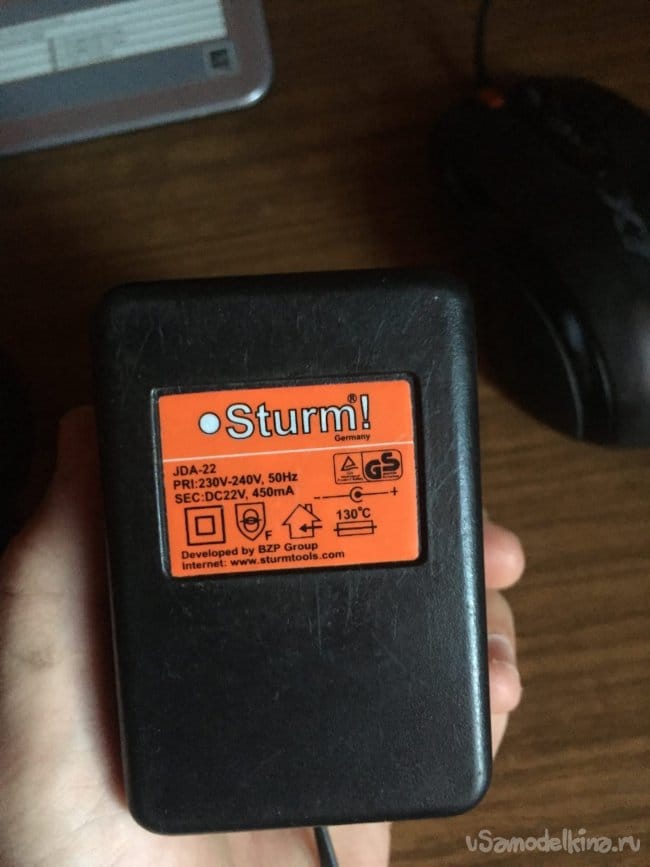 Sturm!®
Germany
JDA-22
PRI:230V-240V, 50Hz
SEC:DC22V, 450mA
GS
- +
F
130°C
Developed by BZP Group
Internet: www.sturmtools.com
uSamodelkina.ru